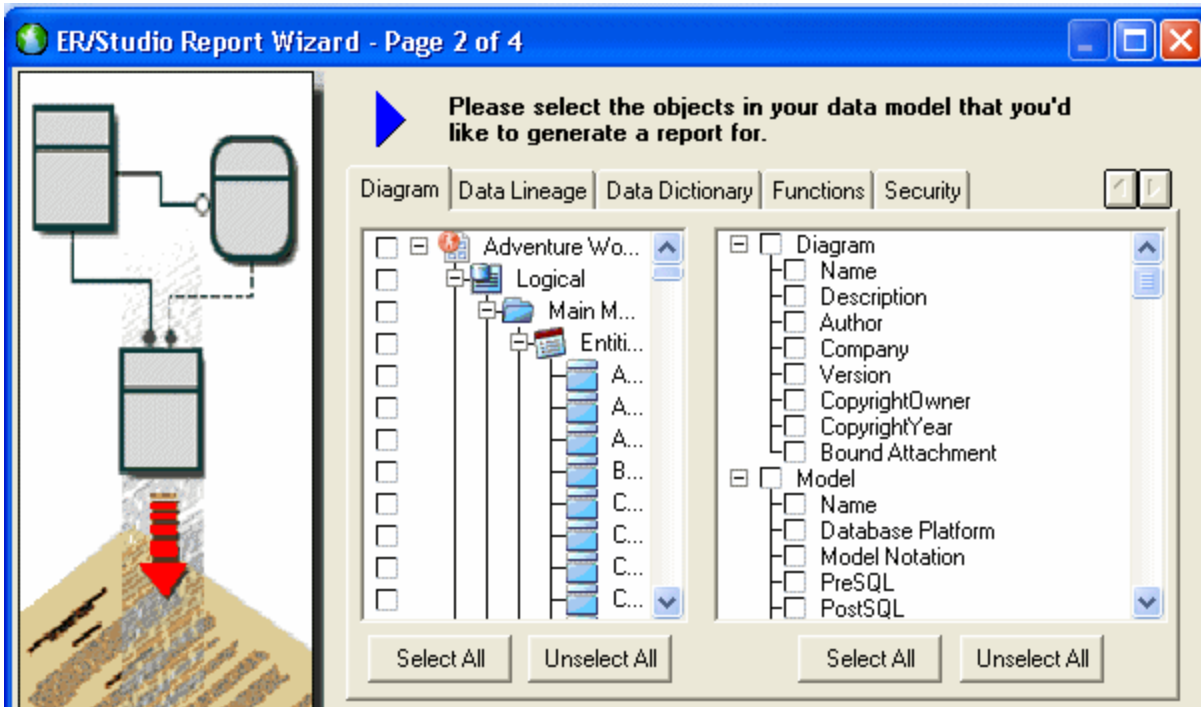 ER/Studio Report Wizard - Page 2 of 4
Please select the objects in your data model that you'd
like to generate a report for.
Diagram
Data Lineage
Data Dictionary
Functions
Security
Adventure Wo...
Logical
Main M...
Entiti...
A...
A...
A...
B...
C...
C...
C...
C...
Diagram
Name
Description
Author
Company
Version
CopyrightOwner
CopyrightYear
Bound Attachment
Model
Name
Database Platform
Model Notation
PreSQL
PostSQL
Select All
Unselect All
Select All
Unselect All